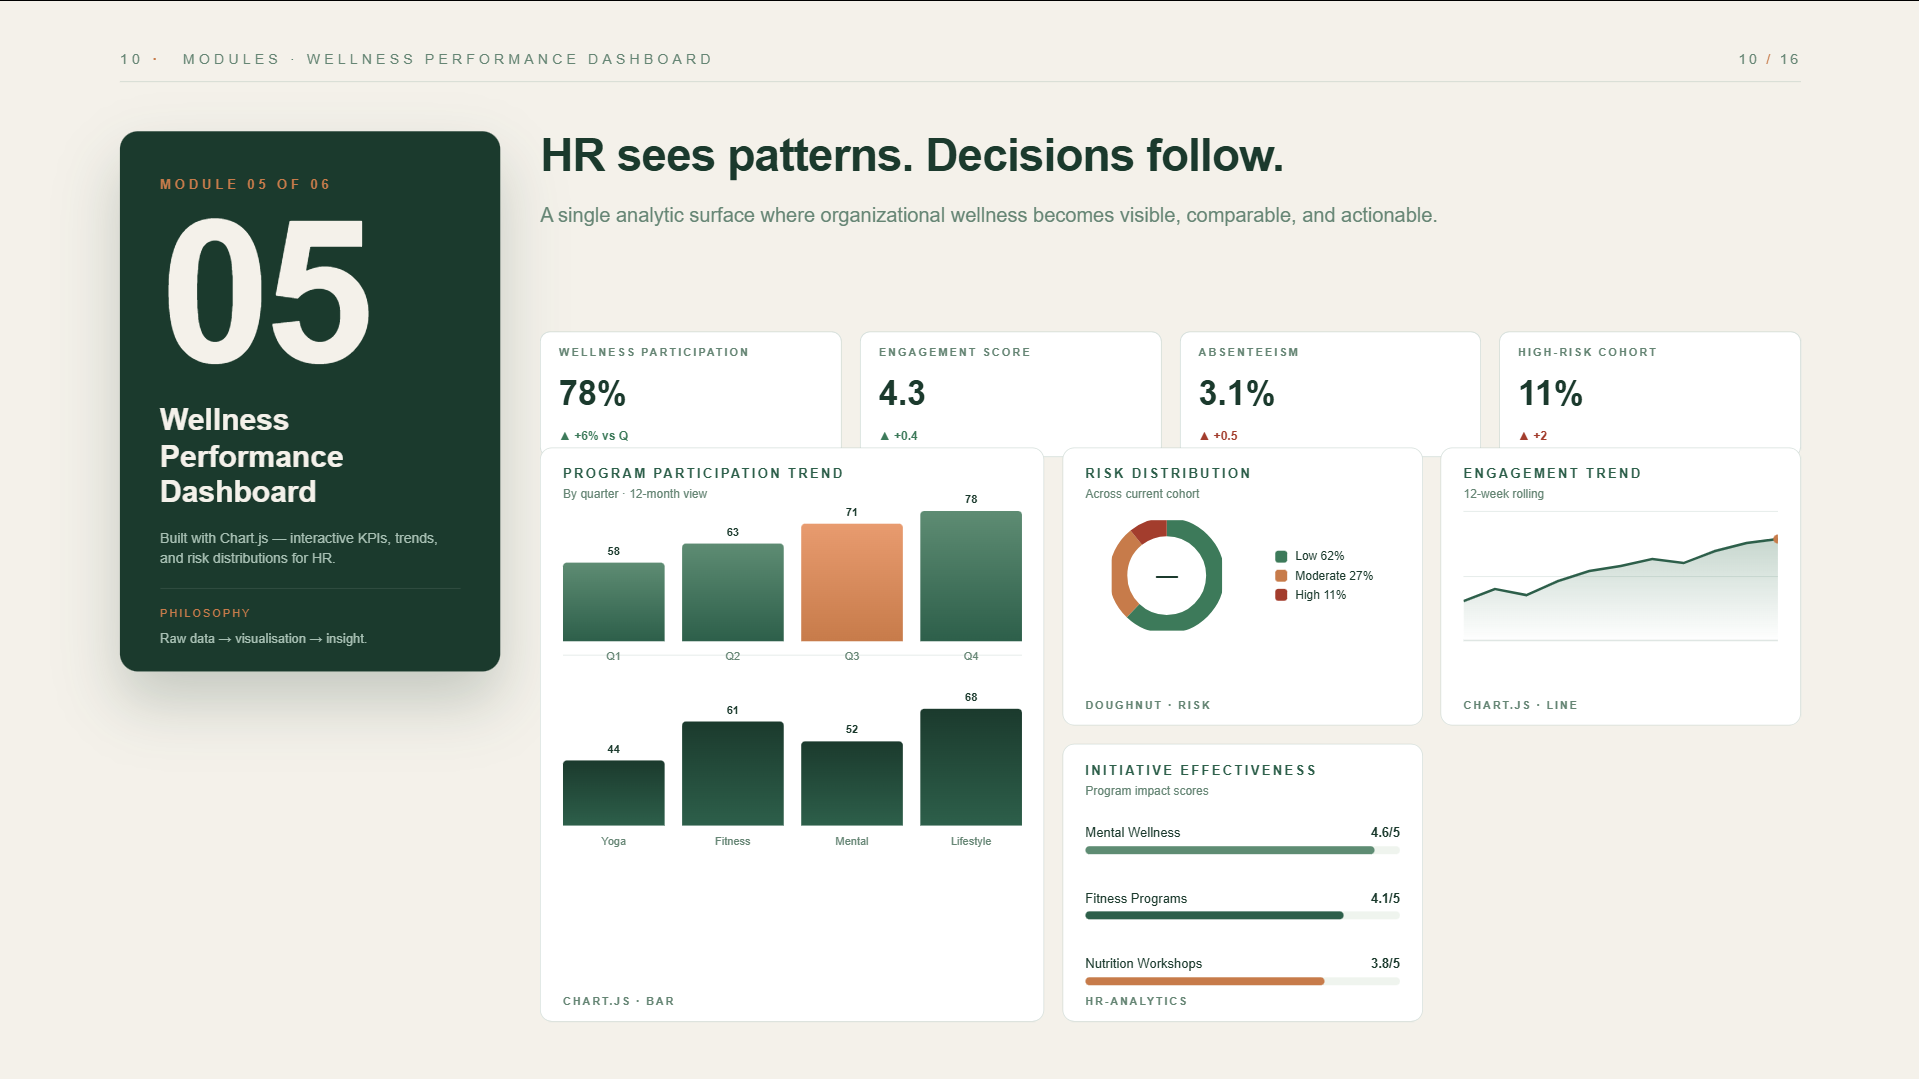 10 · MODULES · WELLNESS PERFORMANCE DASHBOARD
10 / 16
MODULE 05 OF 06
05
Wellness
Performance
Dashboard
Built with Chart.js — interactive KPIs, trends,
and risk distributions for HR.
PHILOSOPHY
Raw data → visualisation → insight.
HR sees patterns. Decisions follow.
A single analytic surface where organizational wellness becomes visible, comparable, and actionable.
WELLNESS PARTICIPATION
78%
▲ +6% vs Q
ENGAGEMENT SCORE
4.3
▲ +0.4
ABSENTEEISM
3.1%
▲ +0.5
HIGH-RISK COHORT
11%
▲ +2
PROGRAM PARTICIPATION TREND
By quarter · 12-month view
58
63
71
78
Q1
Q2
Q3
Q4
44
61
52
68
Yoga
Fitness
Mental
Lifestyle
CHART.JS · BAR
RISK DISTRIBUTION
Across current cohort
—
Low 62%
Moderate 27%
High 11%
DOUGHNUT · RISK
ENGAGEMENT TREND
12-week rolling
CHART.JS · LINE
INITIATIVE EFFECTIVENESS
Program impact scores
Mental Wellness 4.6/5
Fitness Programs 4.1/5
Nutrition Workshops 3.8/5
HR-ANALYTICS